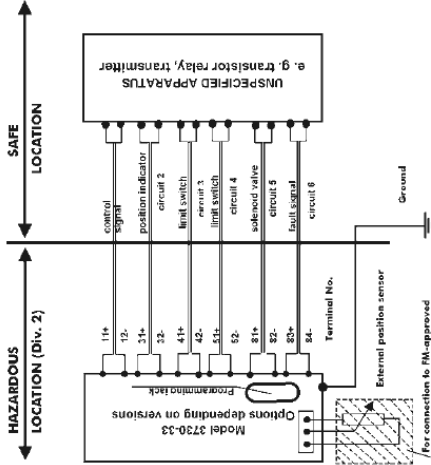 SAFE
LOCATION
UNSPECIFIED APPARATUS
e. g. transistor relay, transmitter
control
signal
position indicator
circuit 2
limit switch
circuit 3
limit switch
circuit 4
solenoid valve
circuit 5
fault signal
circuit 6
Ground
HAZARDOUS
LOCATION (Div. 2)
11+
12-
31+
32-
41+
42-
51+
52-
81+
82-
83+
84-
Terminal No.
Model 3730-33
Options depending on versions
Programming jack
External position sensor
For connection to FM-approved